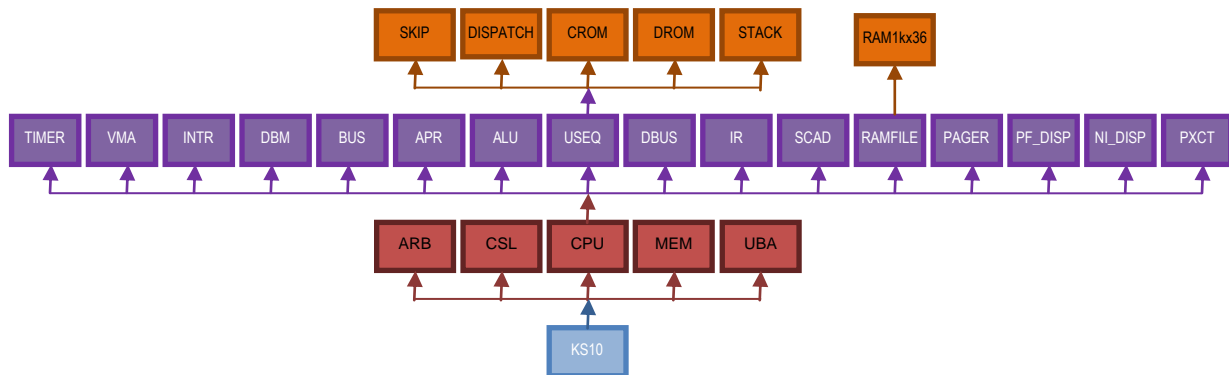 SKIP DISPATCH CROM DROM STACK RAM1kx36
TIMER VMA INTR DBM BUS APR ALU USEQ DBUS IR SCAD RAMFILE PAGER PF_DISP NI_DISP PXCT
ARB CSL CPU MEM UBA
KS10